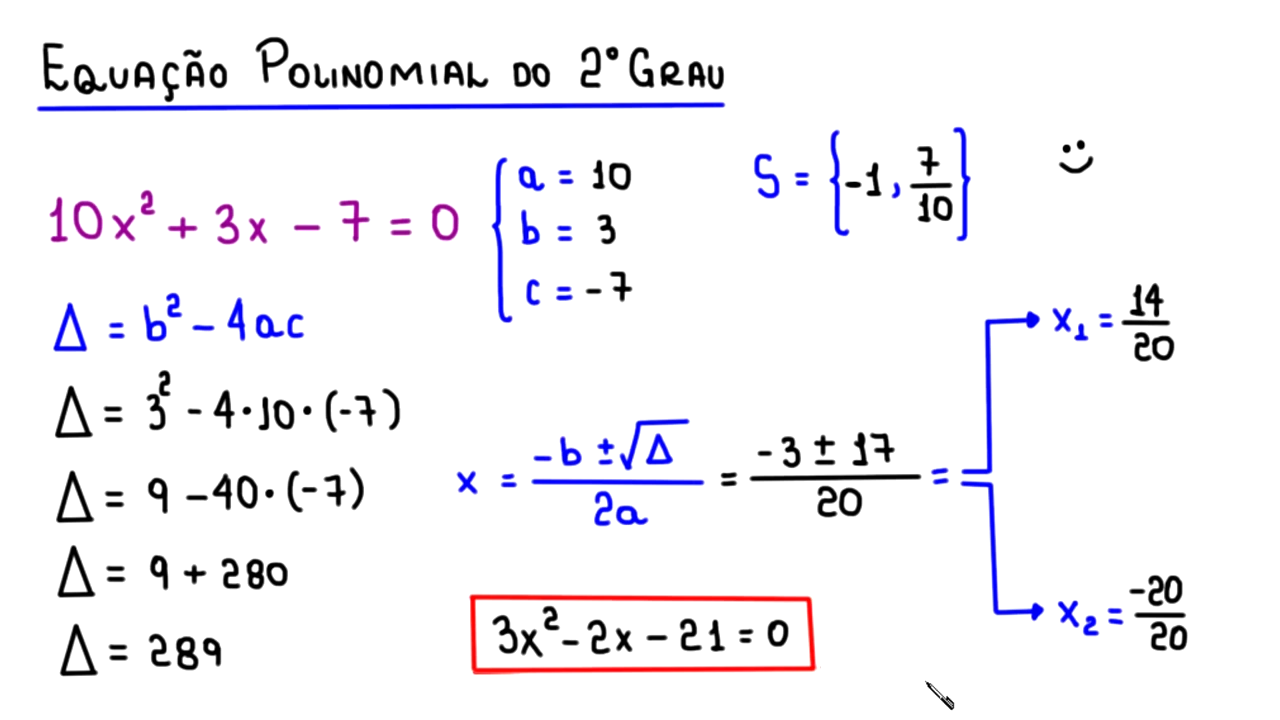 EQUAÇÃO POLINOMIAL DO 2° GRAU
10x² + 3x - 7 = 0
a = 10
b = 3
c = -7
S = {-1, 7/10}
Δ = b² - 4ac
Δ = 3² - 4·10·(-7)
Δ = 9 - 40·(-7)
Δ = 9 + 280
Δ = 289
x = (-b ± √Δ)/2a = (-3 ± 17)/20 =
x₁ = 14/20
x₂ = -20/20
3x² - 2x - 21 = 0